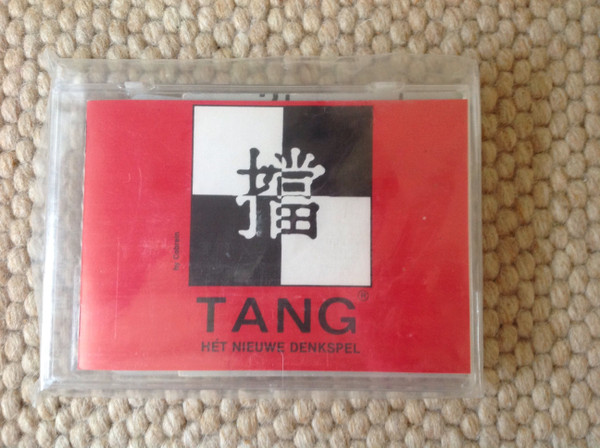 擋
TANG®
HÉT NIEUWE DENKSPEL